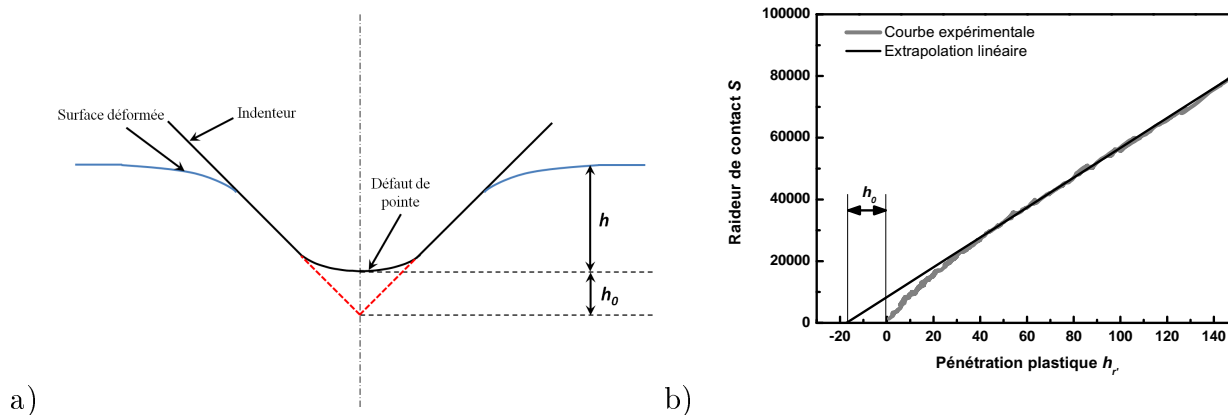 Surface déformée
Indenteur
Défaut de
pointe
h
h0
a)
100000
80000
60000
40000
20000
0
Raideur de contact S
Courbe expérimentale
Extrapolation linéaire
h0
-20 0 20 40 60 80 100 120 140
Pénétration plastique hr'
b)